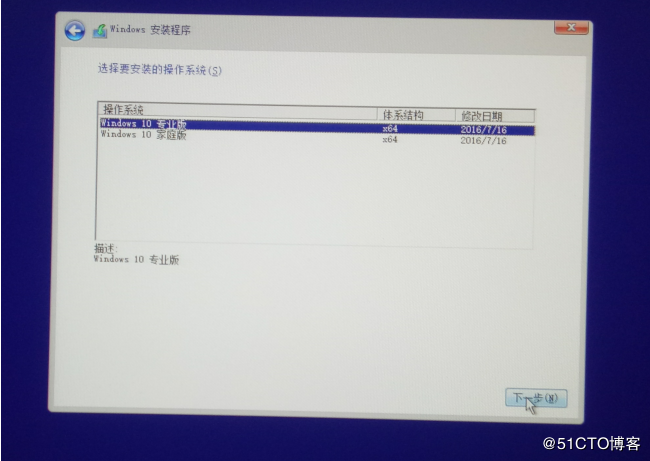 Windows 安装程序
选择要安装的操作系统(S)
操作系统 体系结构 修改日期
Windows 10 专业版 x64 2016/7/16
Windows 10 家庭版 x64 2016/7/16
描述:
Windows 10 专业版
下一步(N)
@51CTO博客